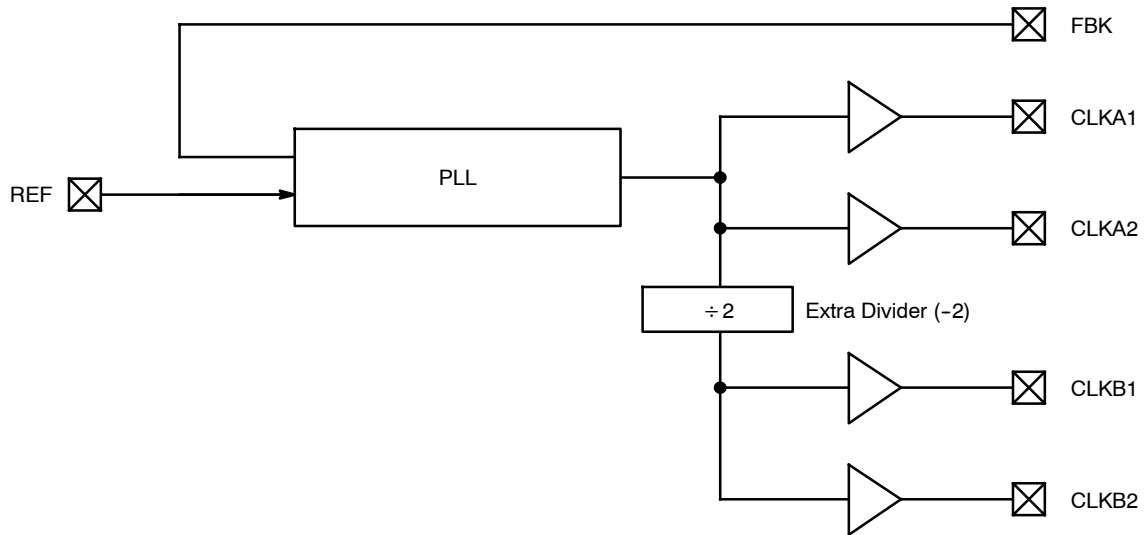 FBK
CLKA1
PLL
REF
CLKA2
÷2 Extra Divider (-2)
CLKB1
CLKB2